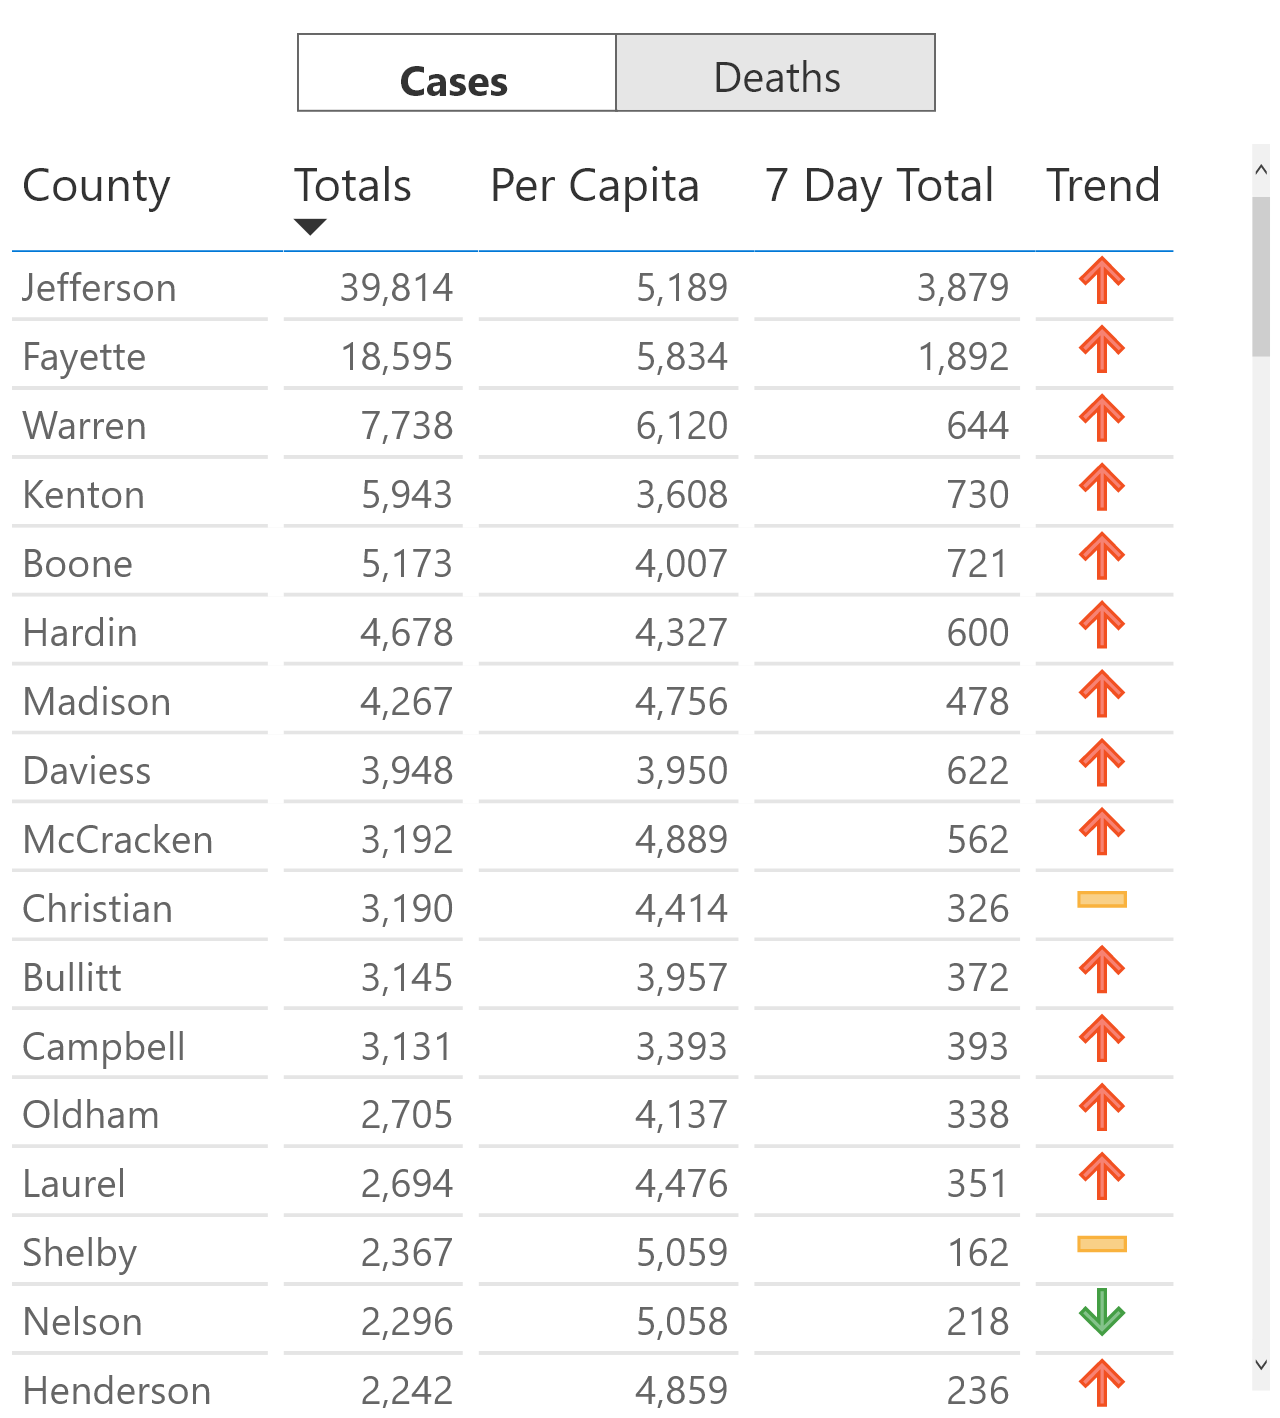 Cases Deaths
County Totals Per Capita 7 Day Total Trend
Jefferson 39,814 5,189 3,879
Fayette 18,595 5,834 1,892
Warren 7,738 6,120 644
Kenton 5,943 3,608 730
Boone 5,173 4,007 721
Hardin 4,678 4,327 600
Madison 4,267 4,756 478
Daviess 3,948 3,950 622
McCracken 3,192 4,889 562
Christian 3,190 4,414 326
Bullitt 3,145 3,957 372
Campbell 3,131 3,393 393
Oldham 2,705 4,137 338
Laurel 2,694 4,476 351
Shelby 2,367 5,059 162
Nelson 2,296 5,058 218
Henderson 2,242 4,859 236